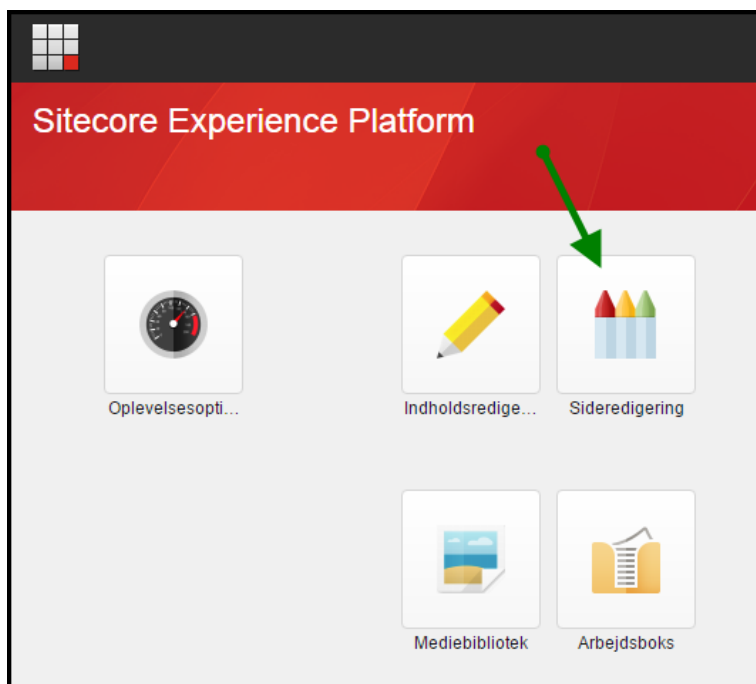 Sitecore Experience Platform
Oplevelsesopti...
Indholdsredige...
Sideredigering
Mediebibliotek
Arbejdsboks